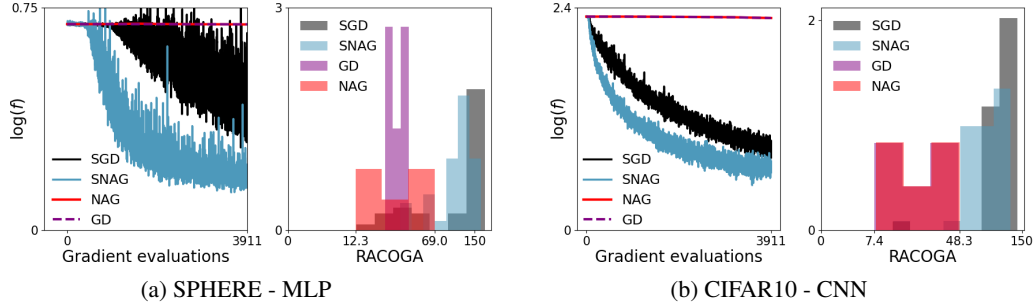 0.75
log(f)
SGD
SNAG
NAG
GD
0
0
3911
Gradient evaluations
3
SGD
SNAG
GD
NAG
0
0
12.3
69.0
150
RACOGA
(a) SPHERE - MLP
2.4
log(f)
SGD
SNAG
NAG
GD
0
0
3911
Gradient evaluations
2
SGD
SNAG
GD
NAG
0
0
7.4
48.3
150
RACOGA
(b) CIFAR10 - CNN